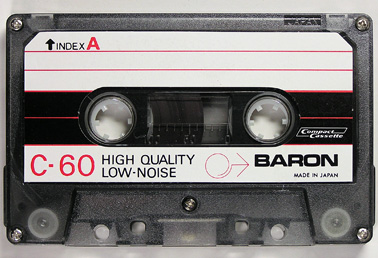 ↑INDEX A
Compact
Cassette
C-60 HIGH QUALITY
LOW-NOISE
BARON
MADE IN JAPAN